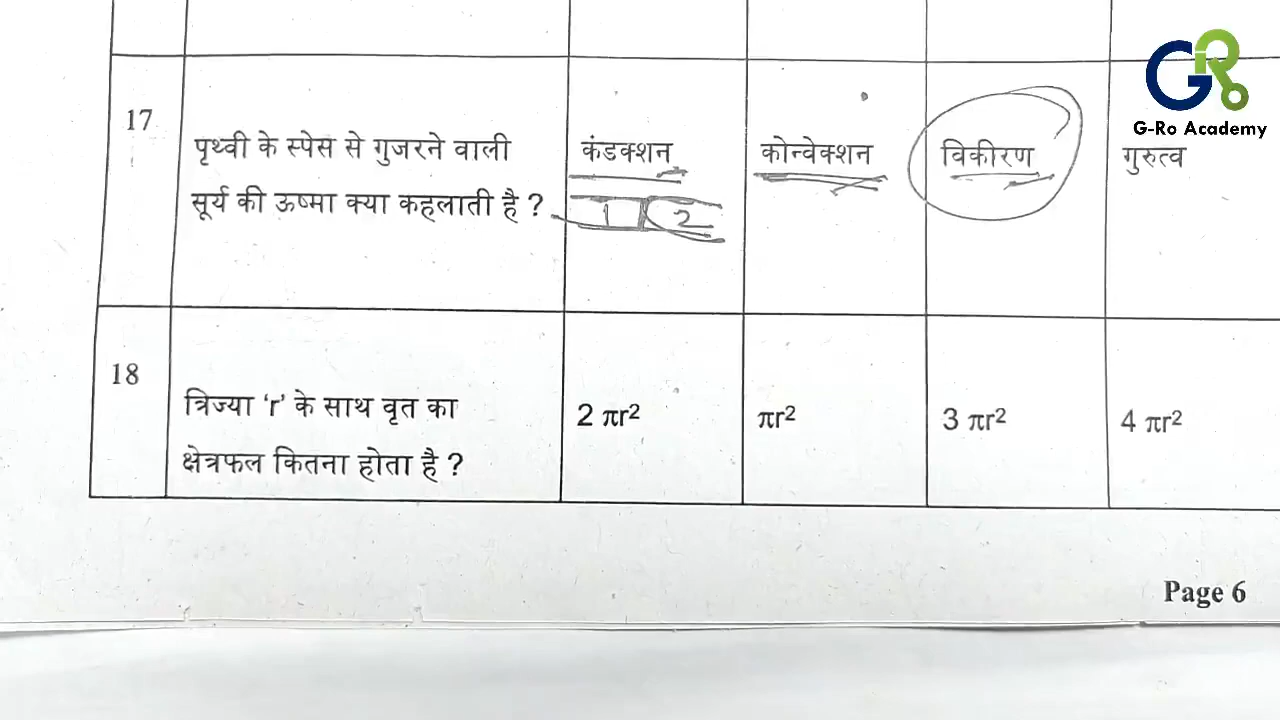 G-Ro Academy
17
पृथ्वी के स्पेस से गुजरने वाली
सूर्य की ऊष्मा क्या कहलाती है ?
कंडक्शन
1 2
कोन्वेक्शन
विकीरण
गुरुत्व
18
त्रिज्या ‘r’ के साथ वृत का
क्षेत्रफल कितना होता है ?
2 πr²
πr²
3 πr²
4 πr²
Page 6